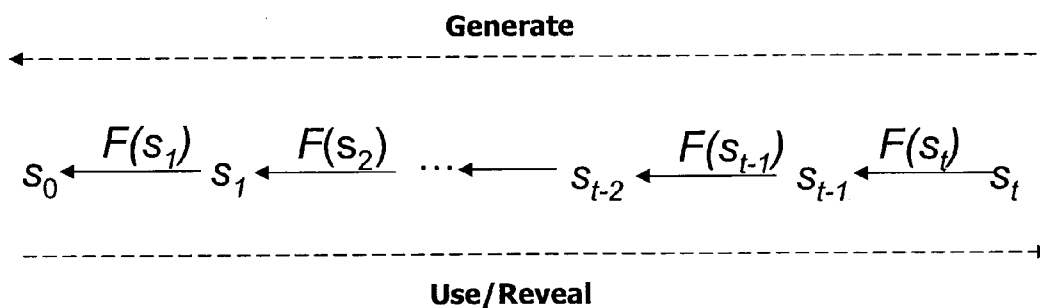 Generate
F(s₁) F(s₂) F(sₜ₋₁) F(sₜ)
s₀ s₁ ... sₜ₋₂ sₜ₋₁ sₜ
Use/Reveal